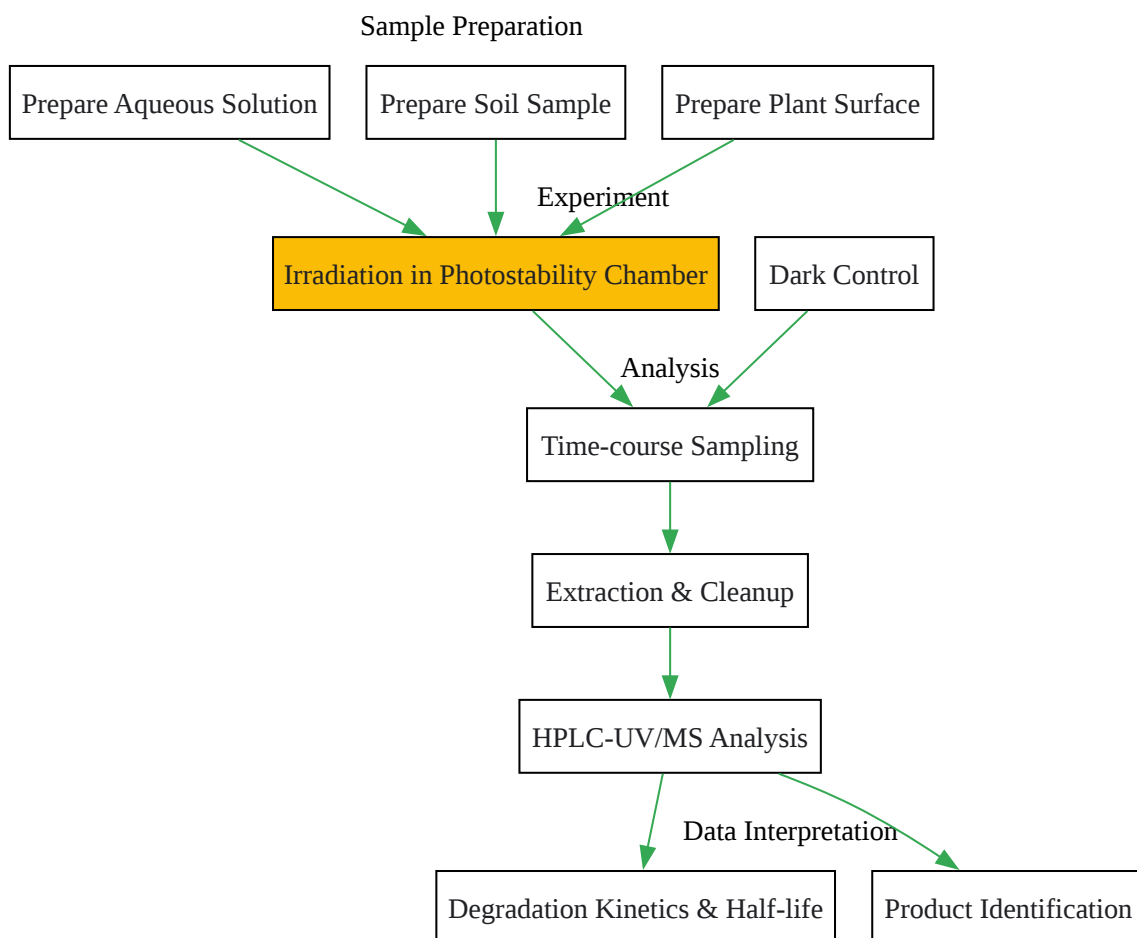 Sample Preparation
Prepare Aqueous Solution
Prepare Soil Sample
Prepare Plant Surface
Experiment
Irradiation in Photostability Chamber
Dark Control
Analysis
Time-course Sampling
Extraction & Cleanup
HPLC-UV/MS Analysis
Data Interpretation
Degradation Kinetics & Half-life
Product Identification